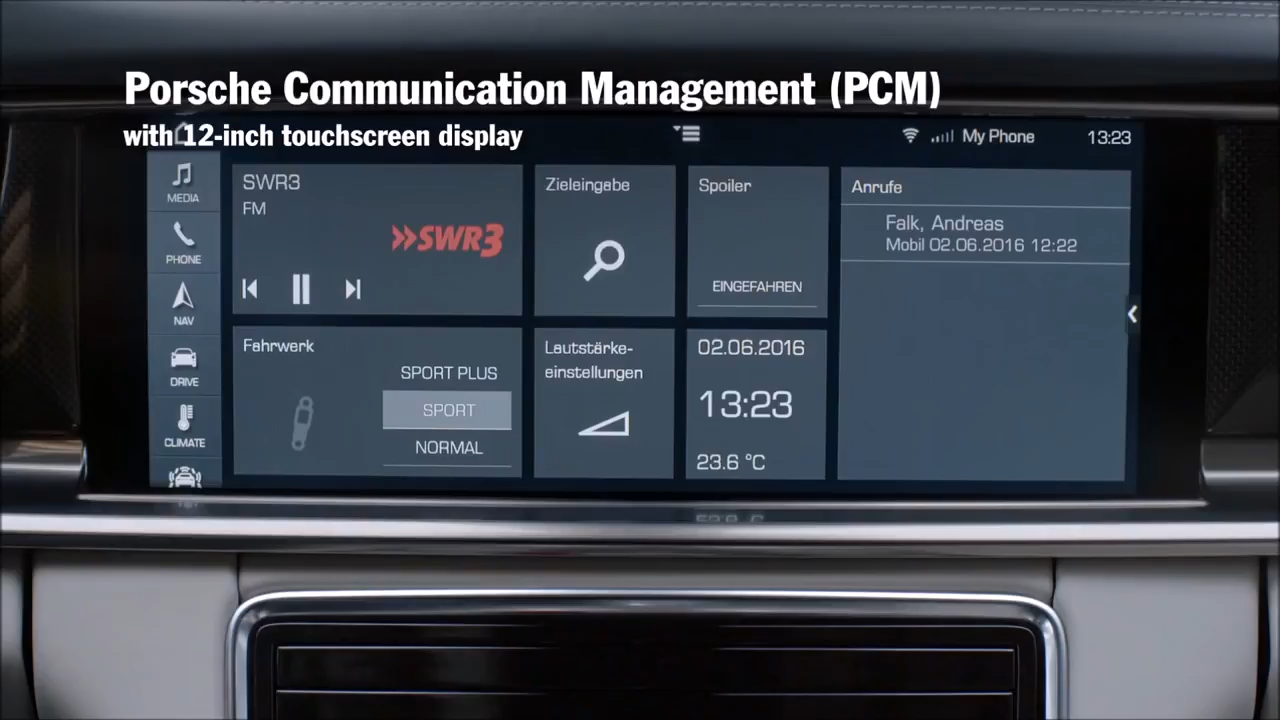 Porsche Communication Management (PCM)
with 12-inch touchscreen display
My Phone
13:23
MEDIA
PHONE
NAV
DRIVE
CLIMATE
SWR3
FM
SWR3
Zieleingabe
Spoiler
EINGEFAHREN
Anrufe
Falk, Andreas
Mobil 02.06.2016 12:22
Fahrwerk
SPORT PLUS
SPORT
NORMAL
Lautstärke-
einstellungen
02.06.2016
13:23
23.6 °C